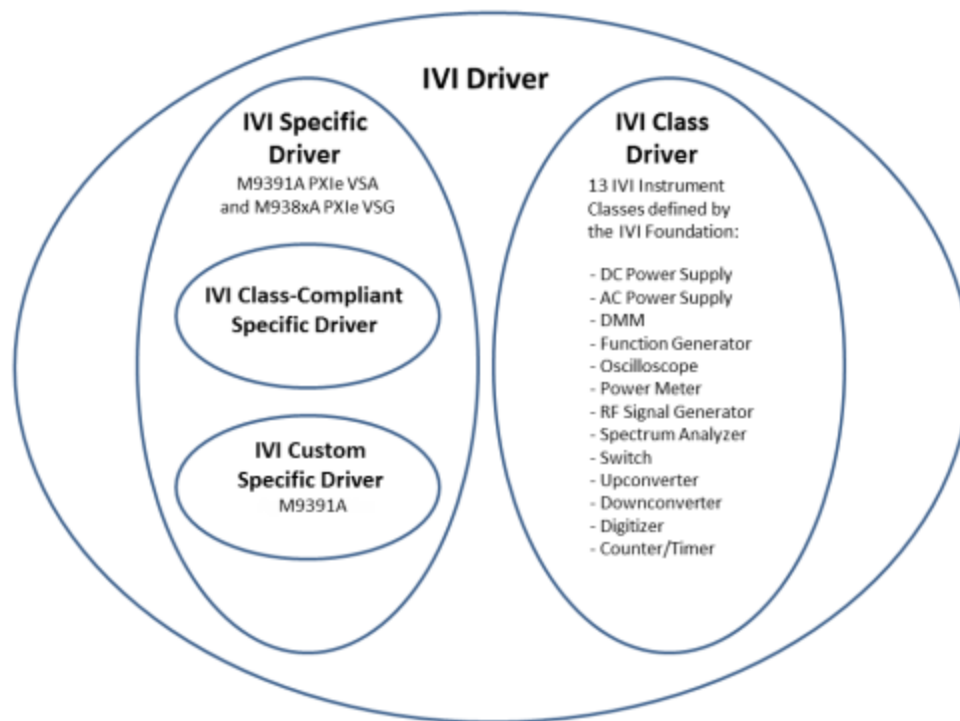 IVI Driver
IVI Specific
Driver
M9391A PXIe VSA
and M938xA PXIe VSG
IVI Class-Compliant
Specific Driver
IVI Custom
Specific Driver
M9391A
IVI Class
Driver
13 IVI Instrument
Classes defined by
the IVI Foundation:
- DC Power Supply
- AC Power Supply
- DMM
- Function Generator
- Oscilloscope
- Power Meter
- RF Signal Generator
- Spectrum Analyzer
- Switch
- Upconverter
- Downconverter
- Digitizer
- Counter/Timer